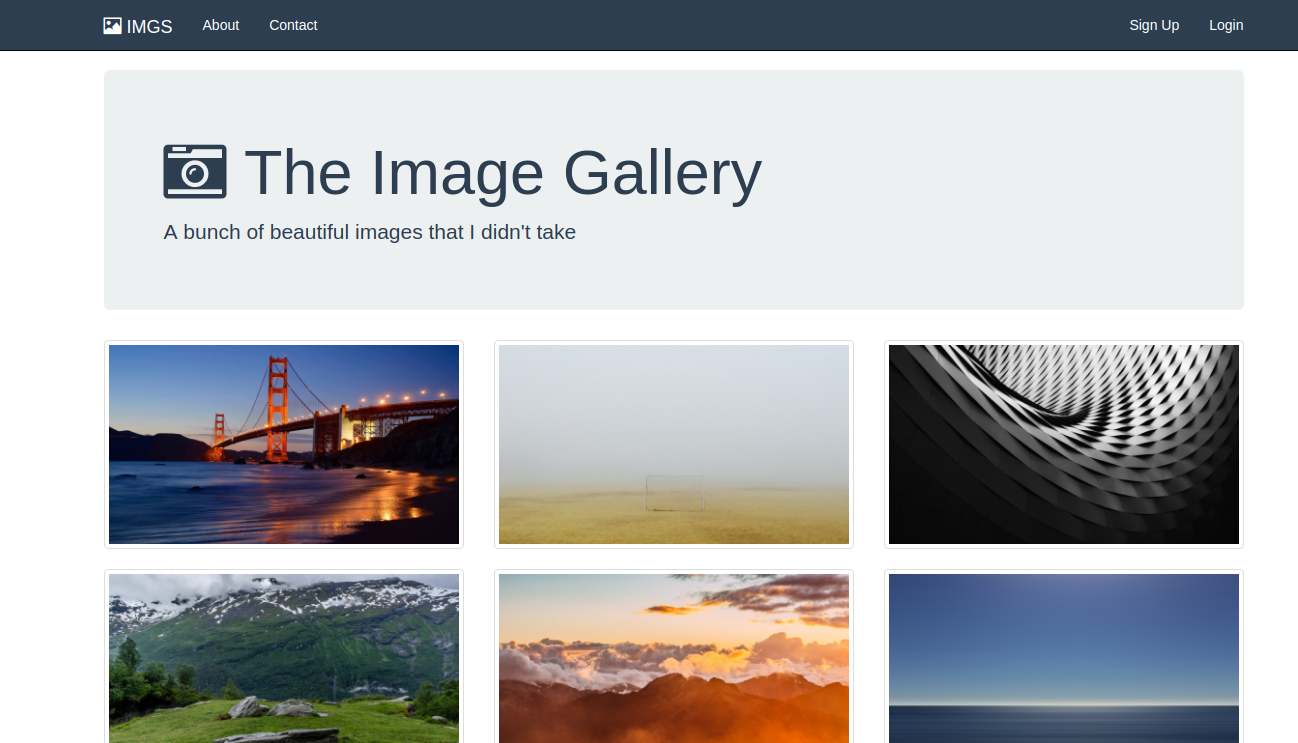 IMGS About Contact Sign Up Login
The Image Gallery
A bunch of beautiful images that I didn't take